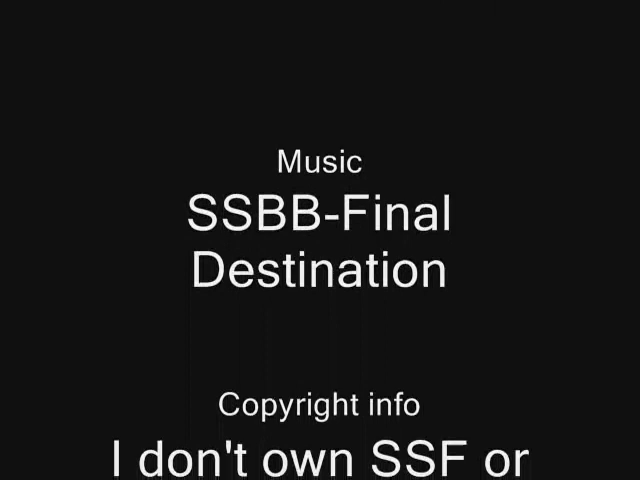 Music
SSBB-Final
Destination
Copyright info
I don't own SSF or